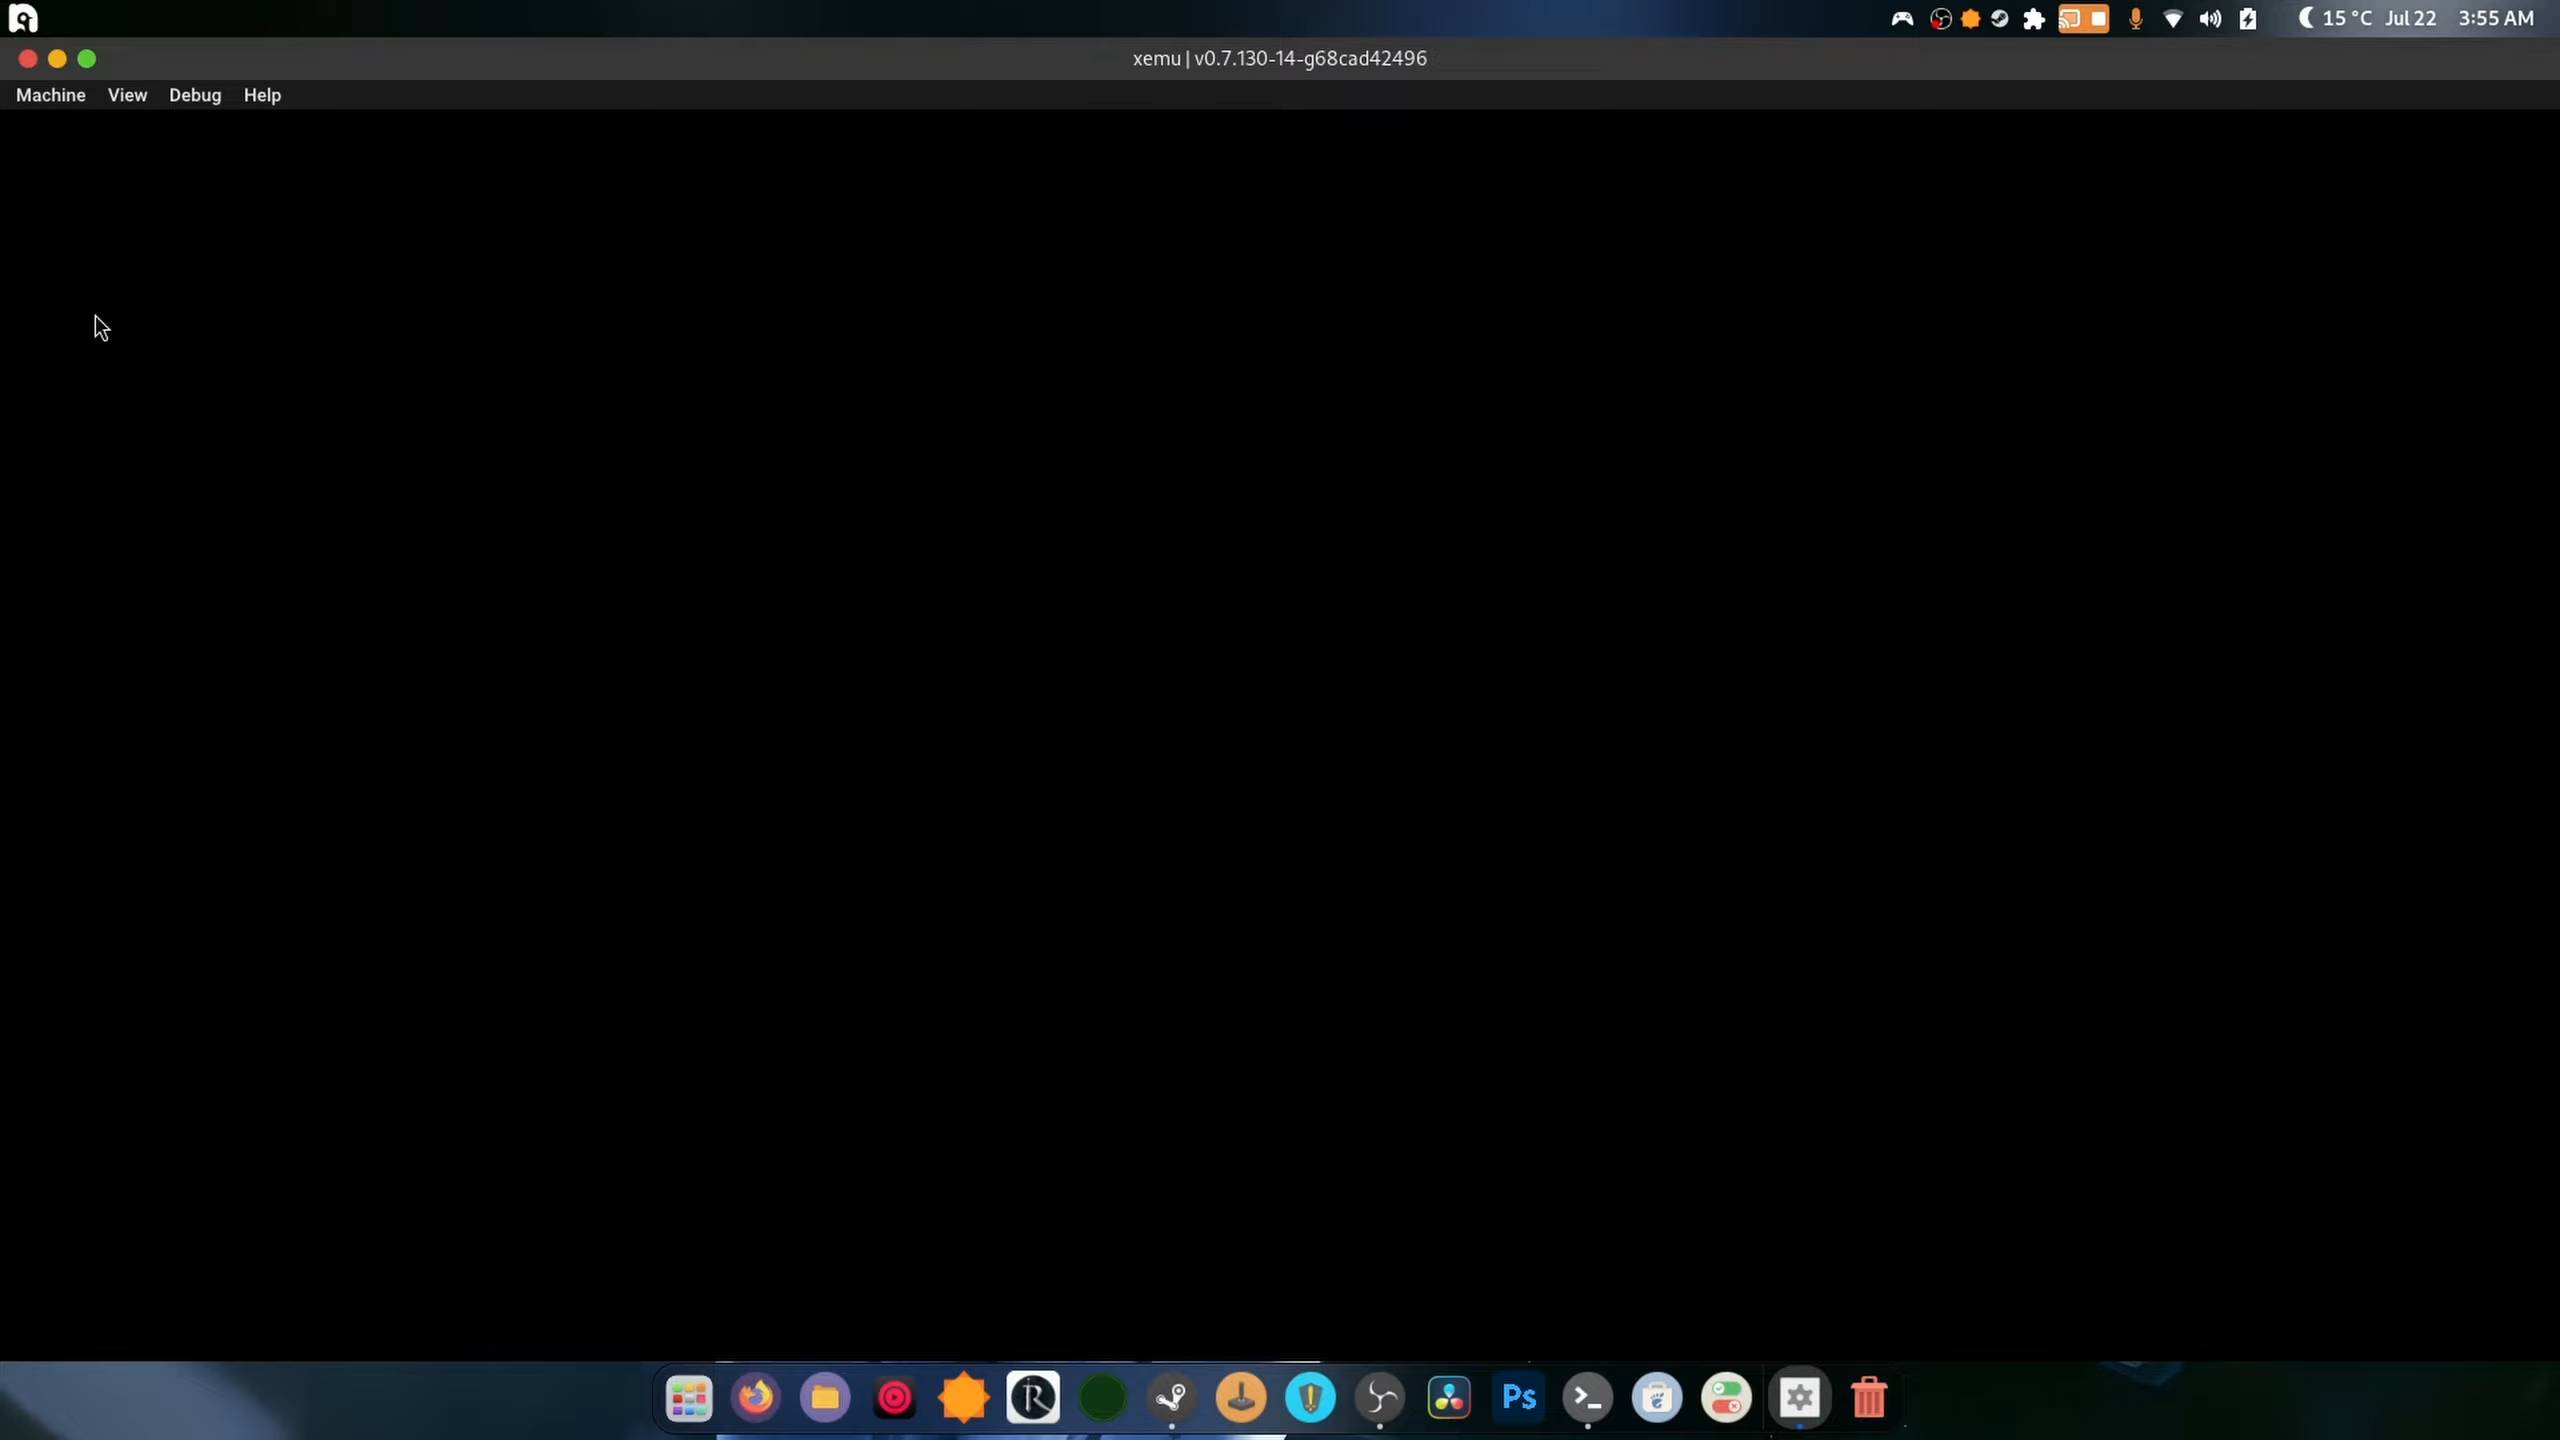 15 °C Jul 22 3:55 AM
xemu | v0.7.130-14-g68cad42496
Machine View Debug Help
R
Ps